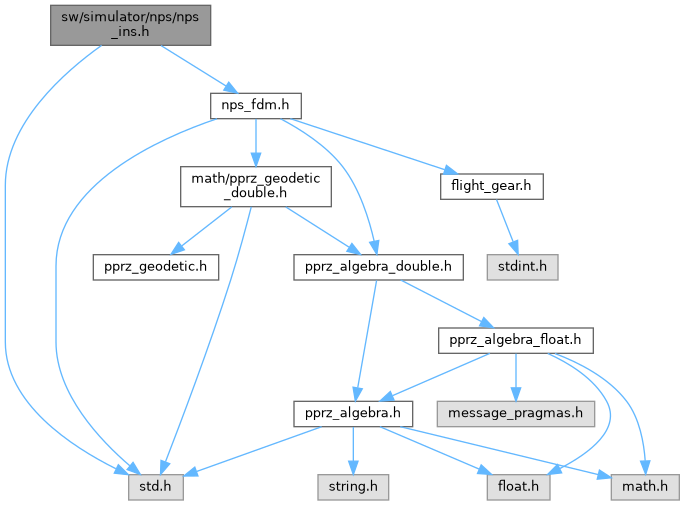 sw/simulator/nps/nps
_ins.h
nps_fdm.h
math/pprz_geodetic
_double.h
flight_gear.h
pprz_geodetic.h
pprz_algebra_double.h
stdint.h
pprz_algebra_float.h
pprz_algebra.h
message_pragmas.h
std.h
string.h
float.h
math.h